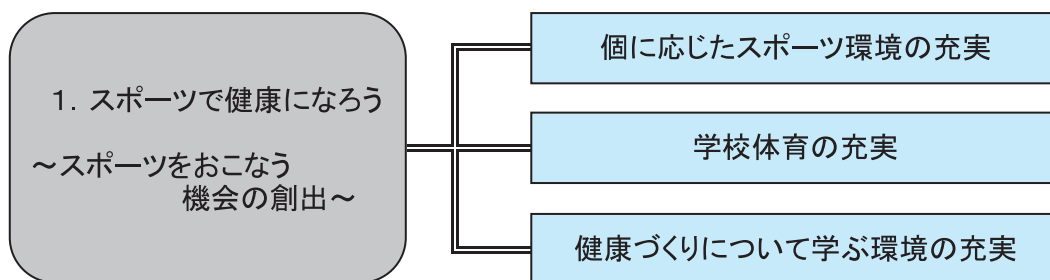 １．スポーツで健康になろう
～スポーツをおこなう
機会の創出～
個に応じたスポーツ環境の充実
学校体育の充実
健康づくりについて学ぶ環境の充実